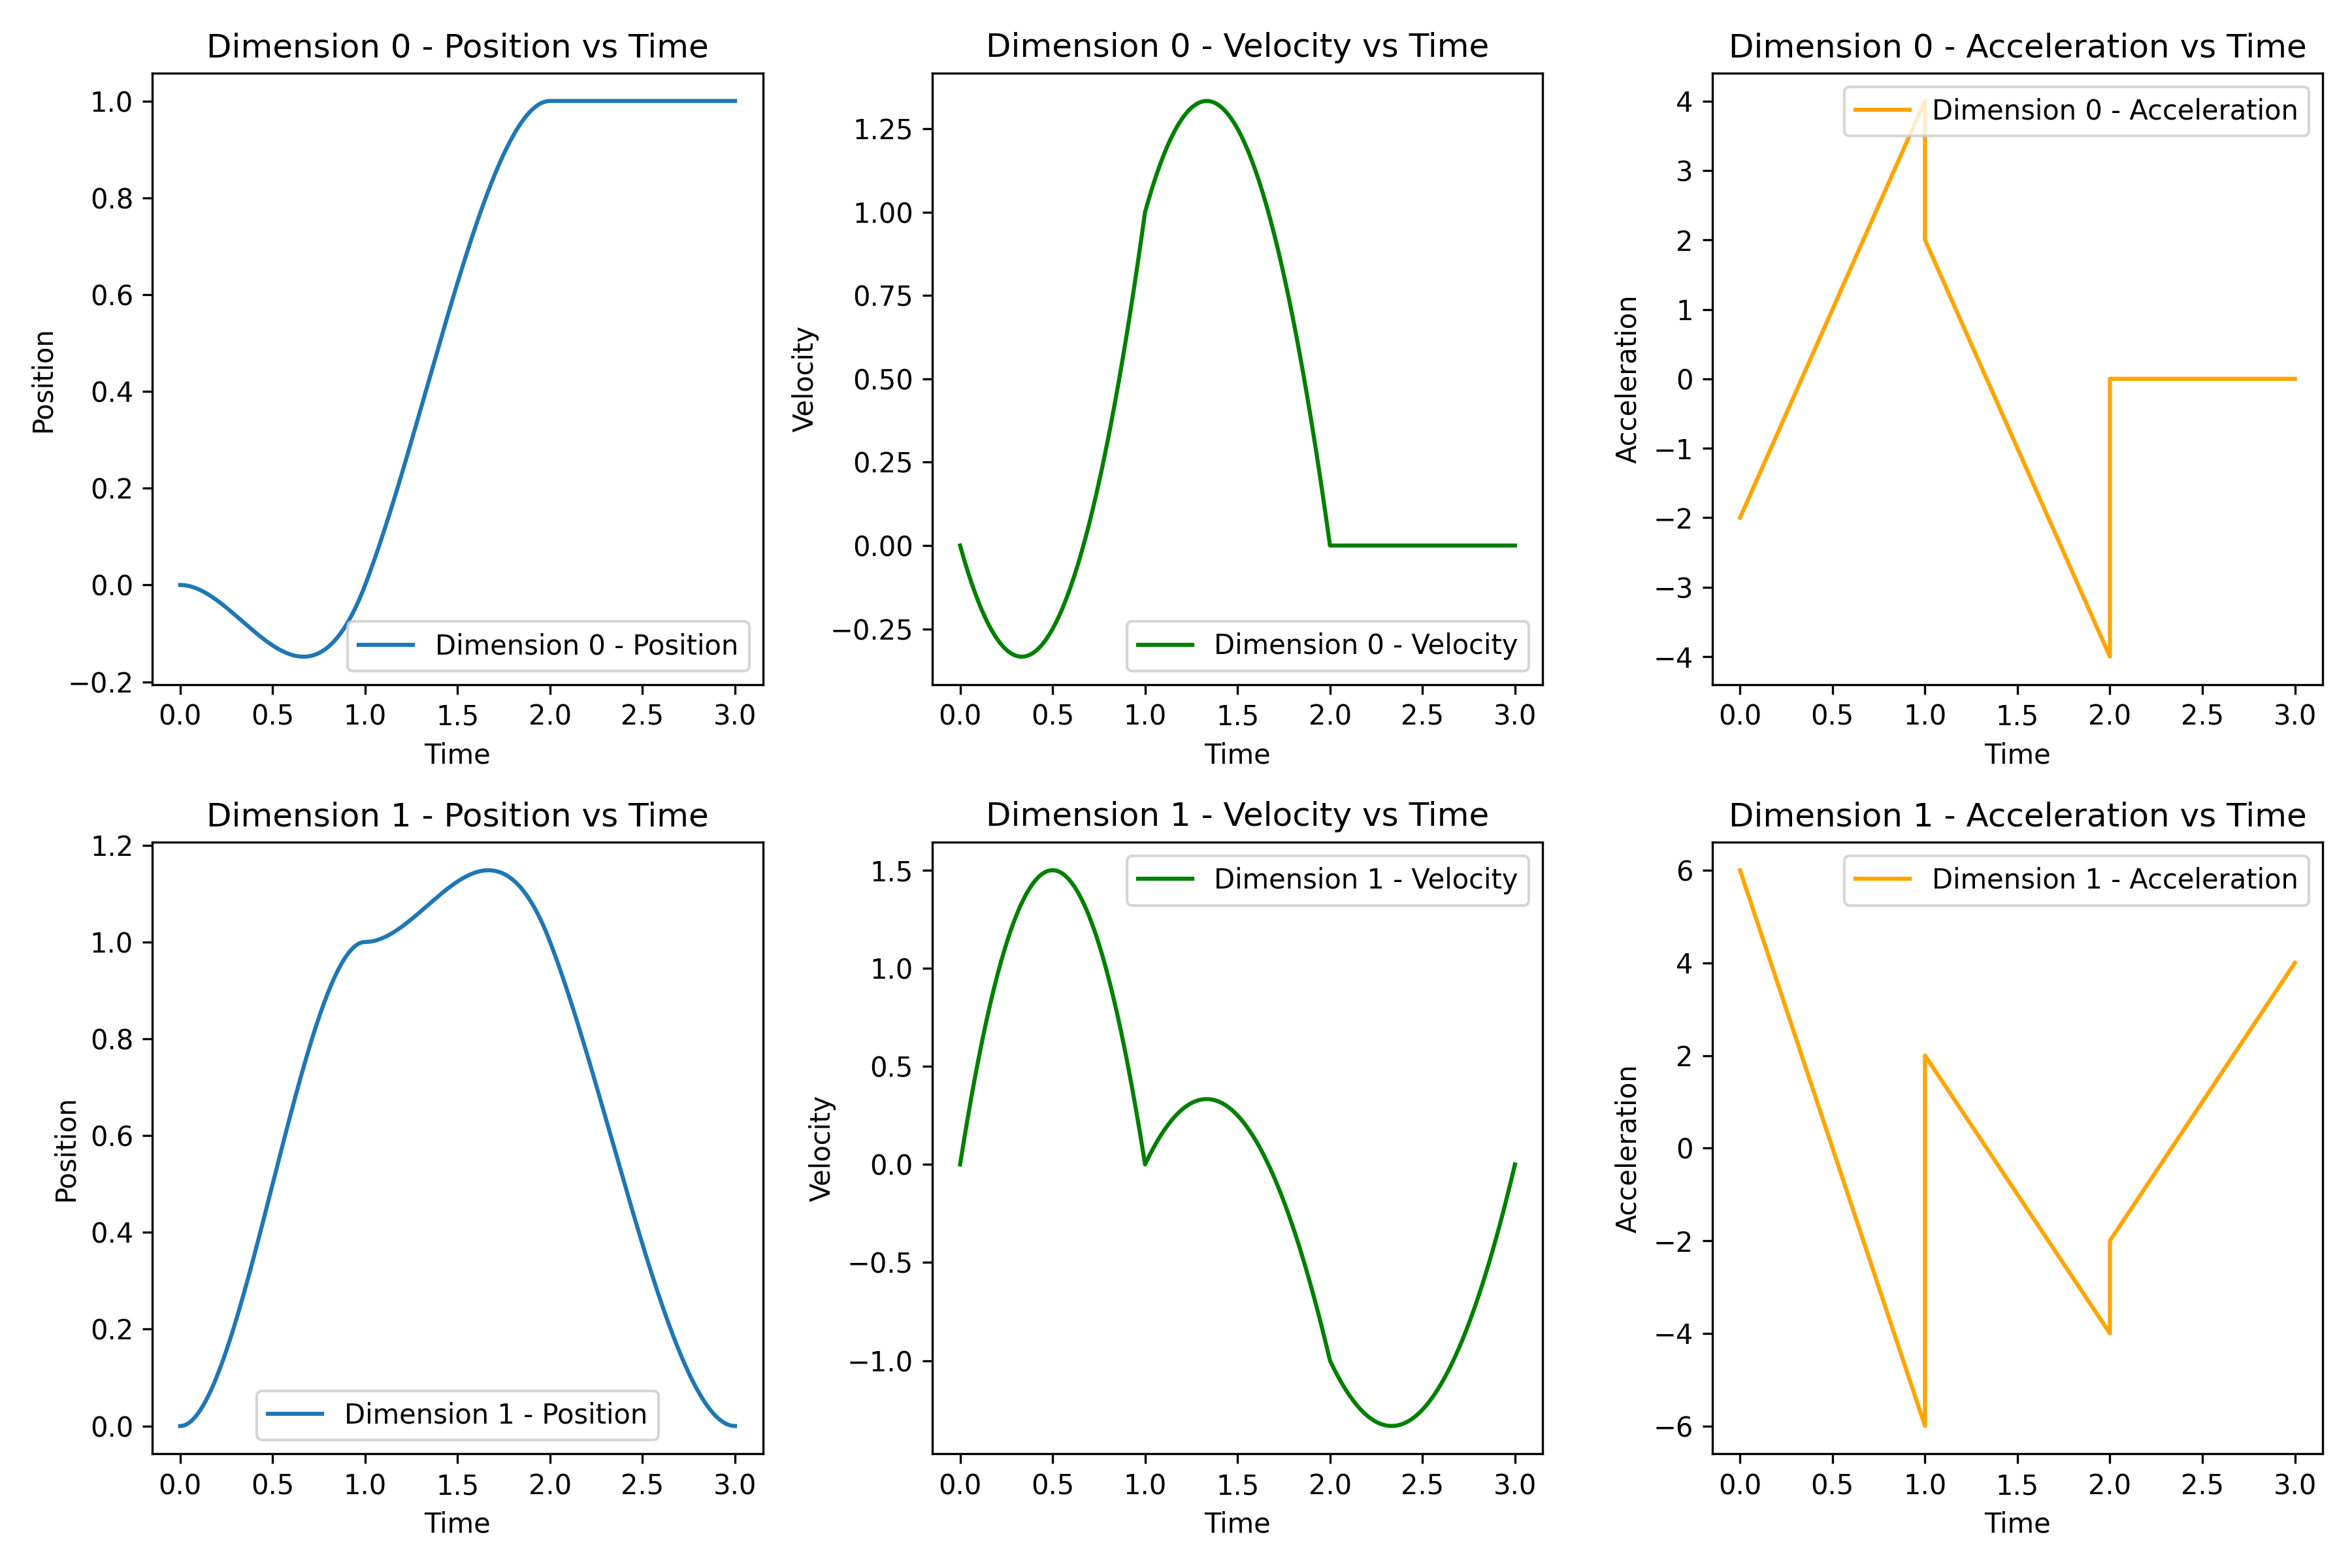 Dimension 0 - Position vs Time
Position
1.0
0.8
0.6
0.4
0.2
0.0
−0.2
Dimension 0 - Position
0.0 0.5 1.0 1.5 2.0 2.5 3.0
Time
Dimension 0 - Velocity vs Time
Velocity
1.25
1.00
0.75
0.50
0.25
0.00
−0.25
Dimension 0 - Velocity
0.0 0.5 1.0 1.5 2.0 2.5 3.0
Time
Dimension 0 - Acceleration vs Time
Acceleration
Dimension 0 - Acceleration
4
3
2
1
0
−1
−2
−3
−4
0.0 0.5 1.0 1.5 2.0 2.5 3.0
Time
Dimension 1 - Position vs Time
Position
1.2
1.0
0.8
0.6
0.4
0.2
0.0
Dimension 1 - Position
0.0 0.5 1.0 1.5 2.0 2.5 3.0
Time
Dimension 1 - Velocity vs Time
Velocity
Dimension 1 - Velocity
1.5
1.0
0.5
0.0
−0.5
−1.0
0.0 0.5 1.0 1.5 2.0 2.5 3.0
Time
Dimension 1 - Acceleration vs Time
Acceleration
Dimension 1 - Acceleration
6
4
2
0
−2
−4
−6
0.0 0.5 1.0 1.5 2.0 2.5 3.0
Time